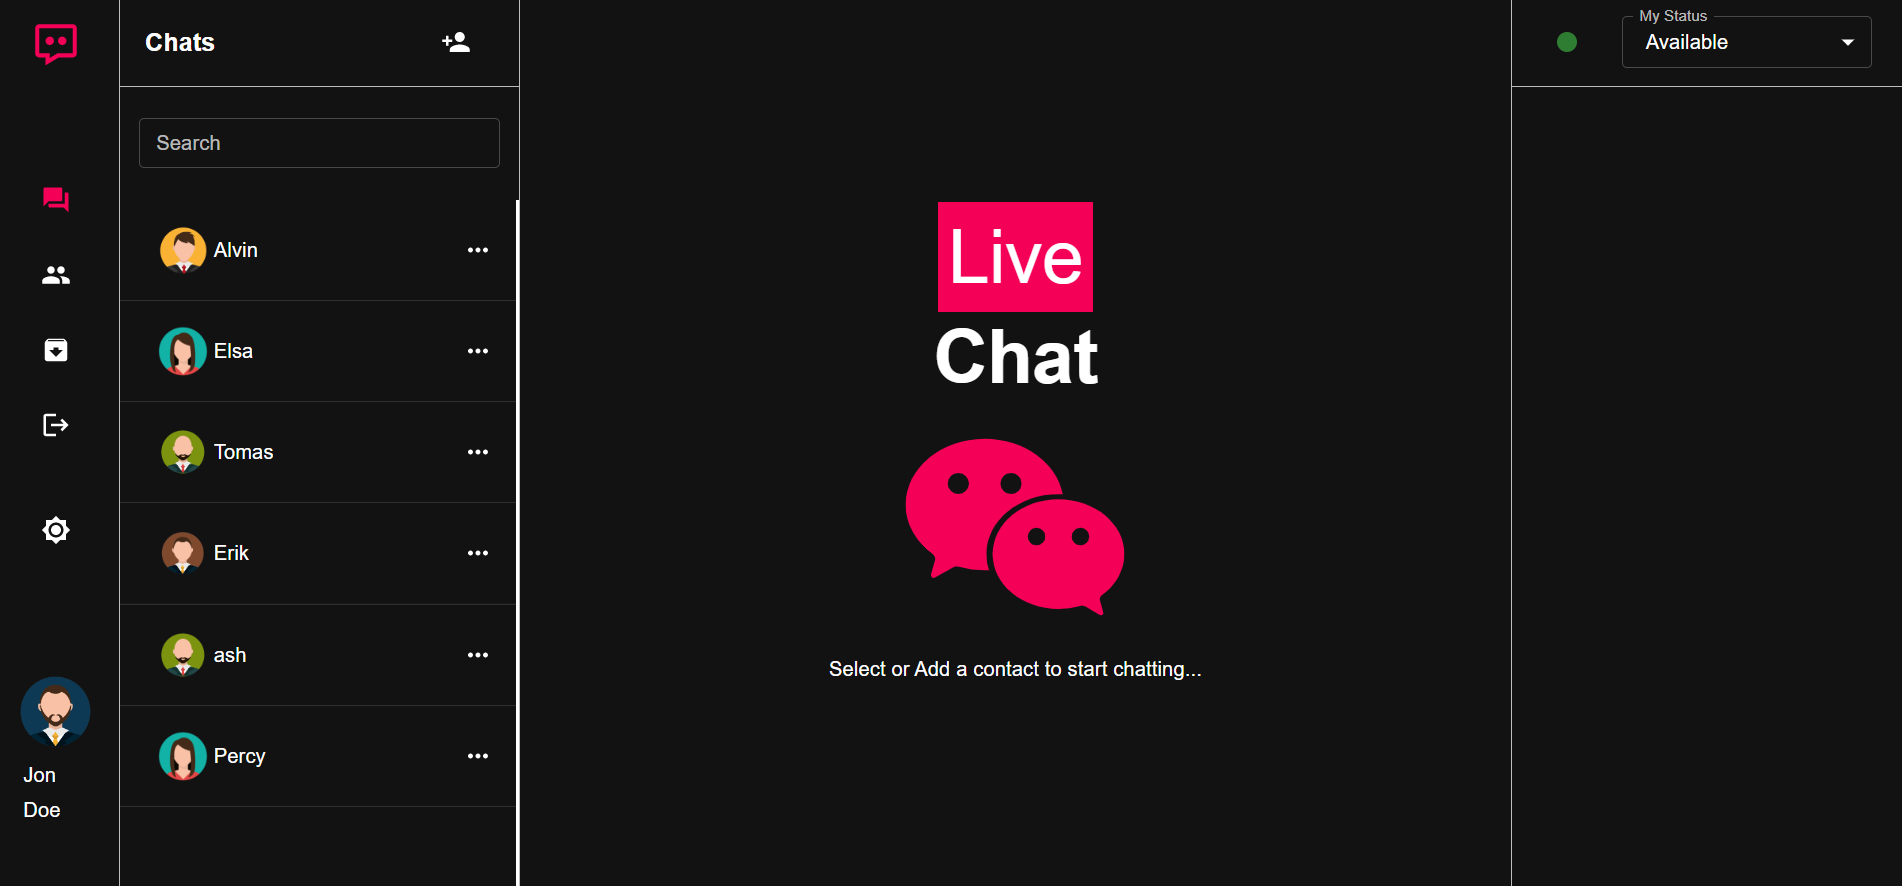 Chats
Search
Alvin
Elsa
Tomas
Erik
ash
Percy
Jon
Doe
Live
Chat
Select or Add a contact to start chatting...
My Status
Available